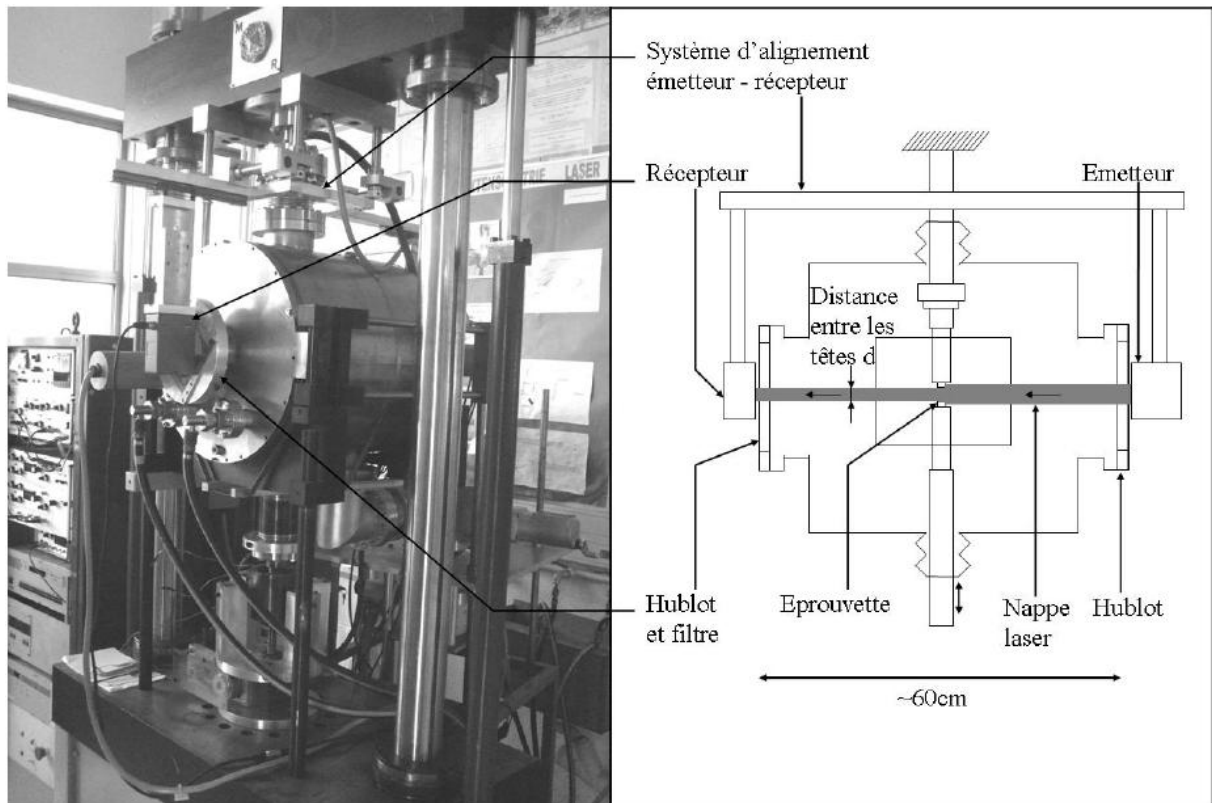 M
R
TENSOMETRIE LASER
Système d'alignement
émetteur - récepteur
Récepteur
Emetteur
Distance
entre les
têtes d
Hublot
et filtre
Eprouvette
Nappe
laser
Hublot
~60cm